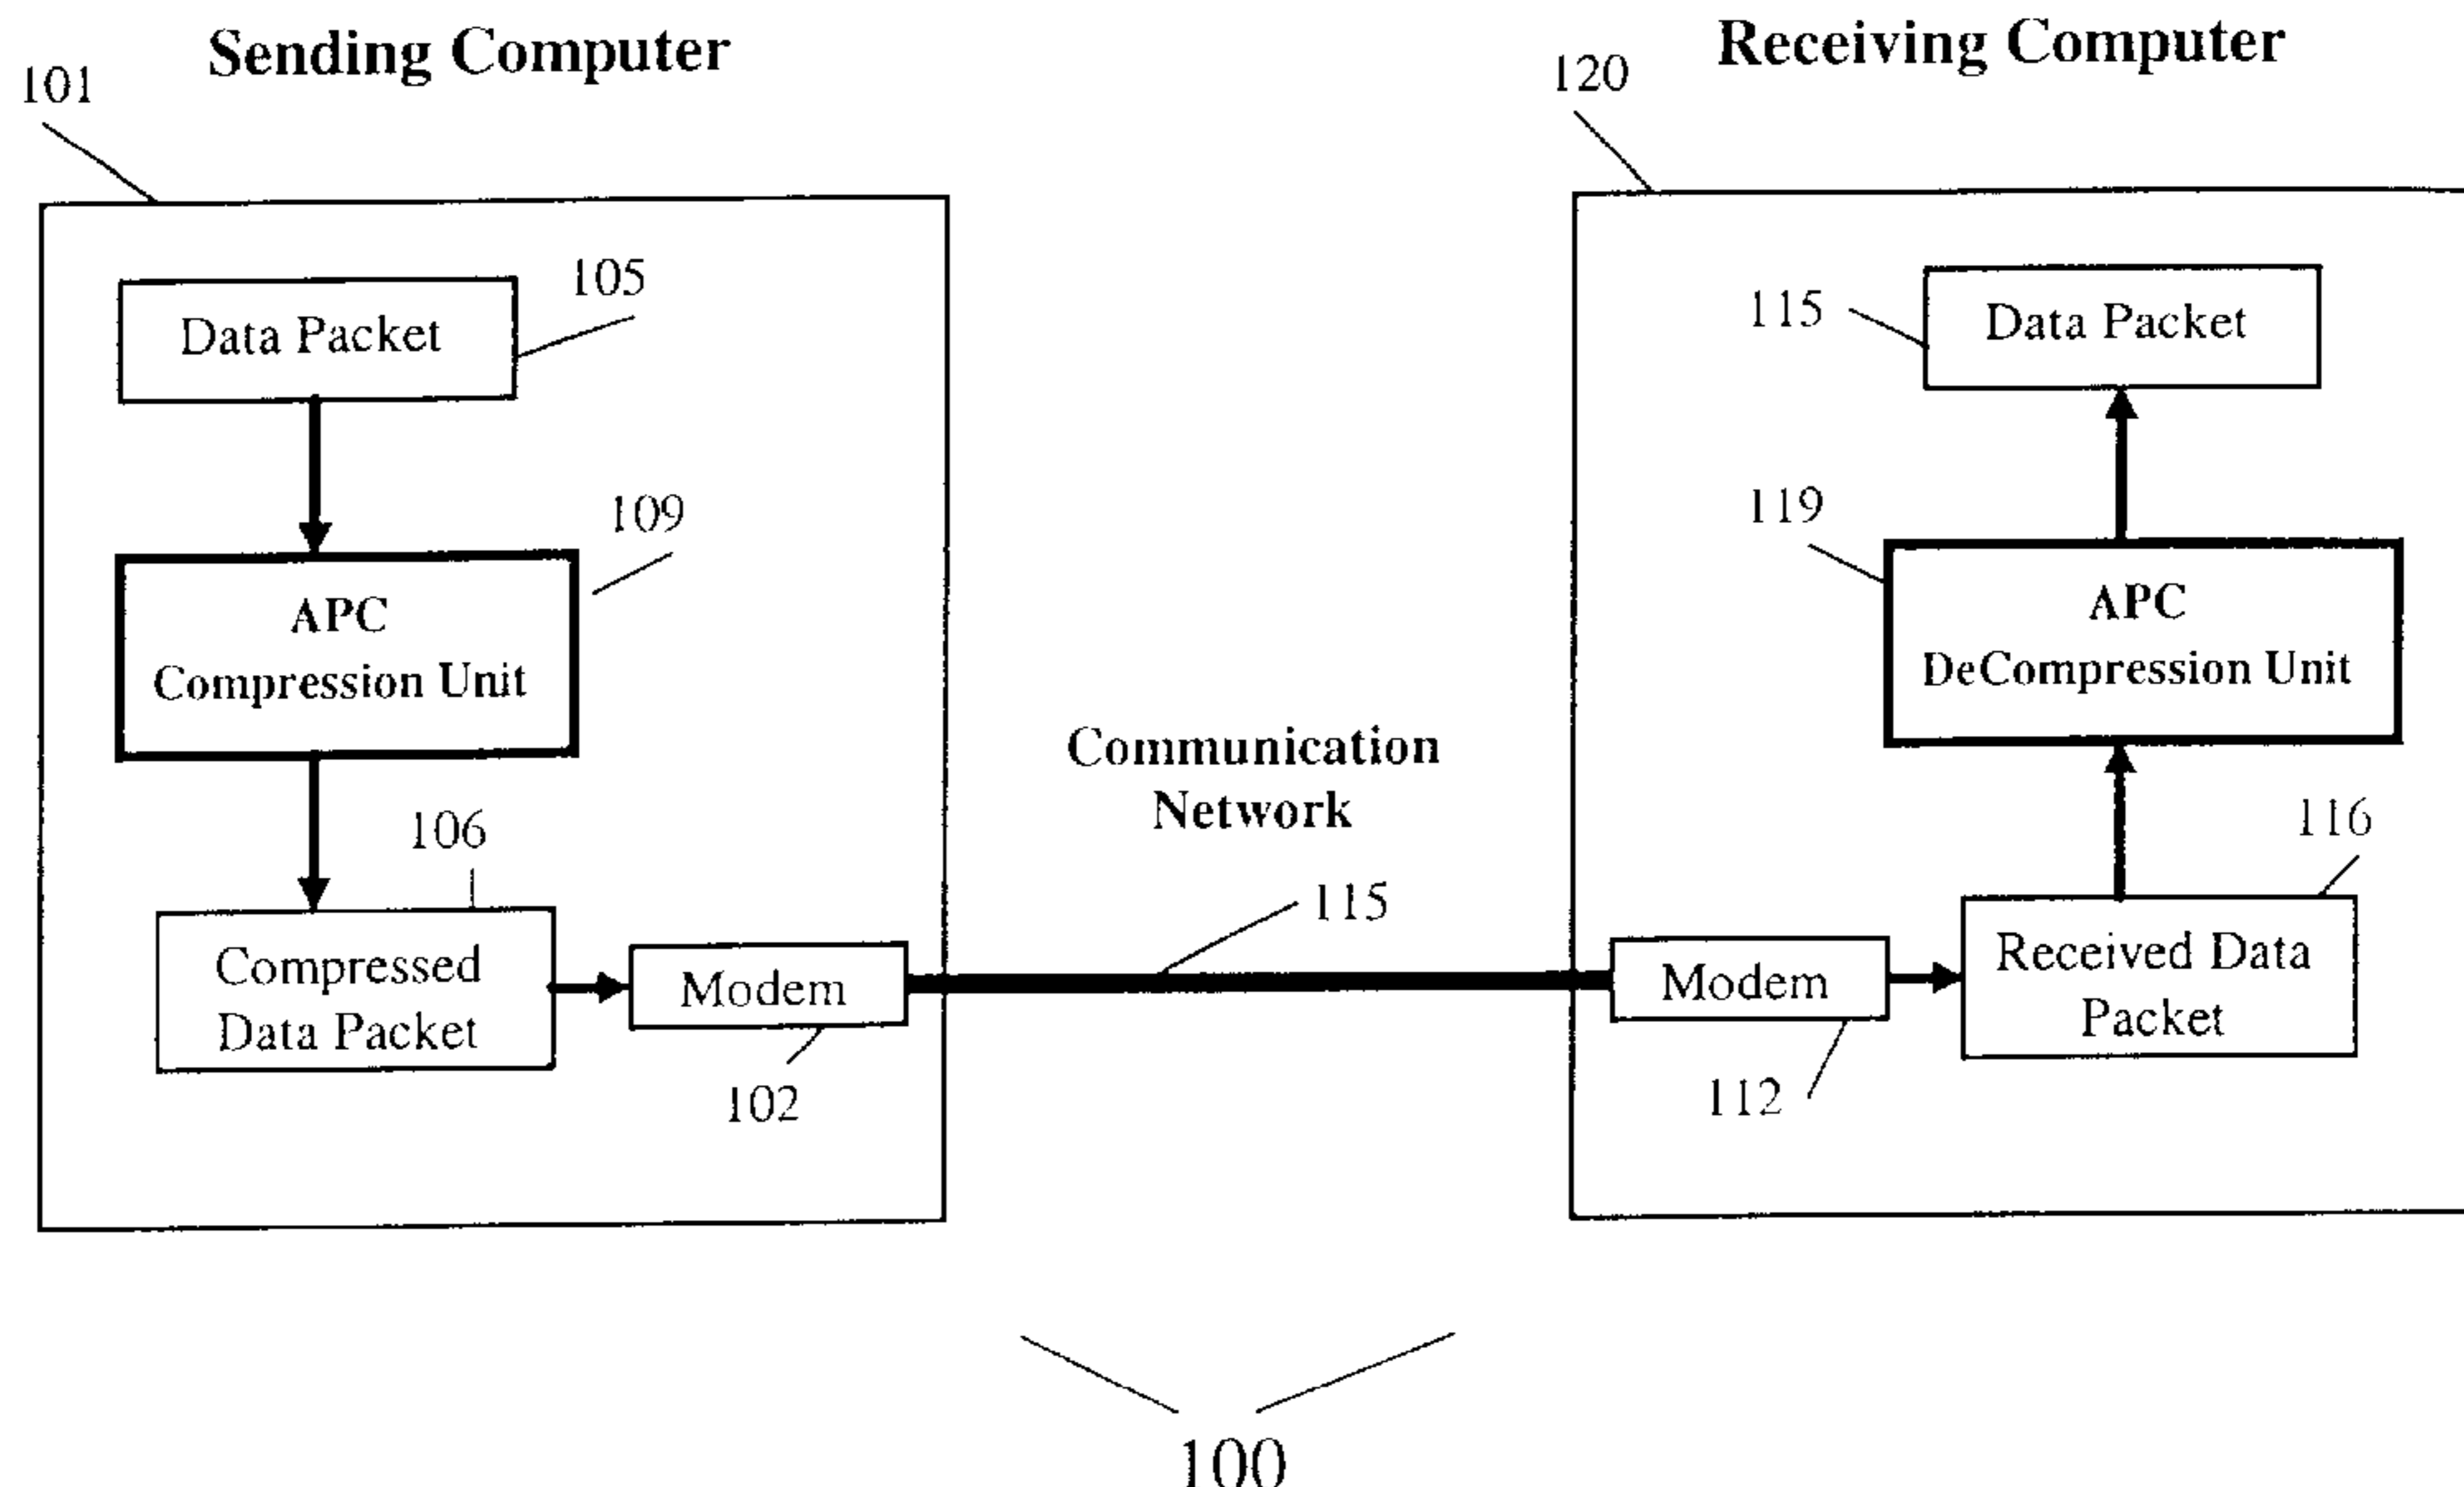 Sending Computer
Receiving Computer
101
120
105
Data Packet
115
Data Packet
109
119
APC
Compression Unit
APC
DeCompression Unit
Communication
Network
106
116
115
Compressed
Data Packet
Modem
Modem
Received Data
Packet
102
112
100